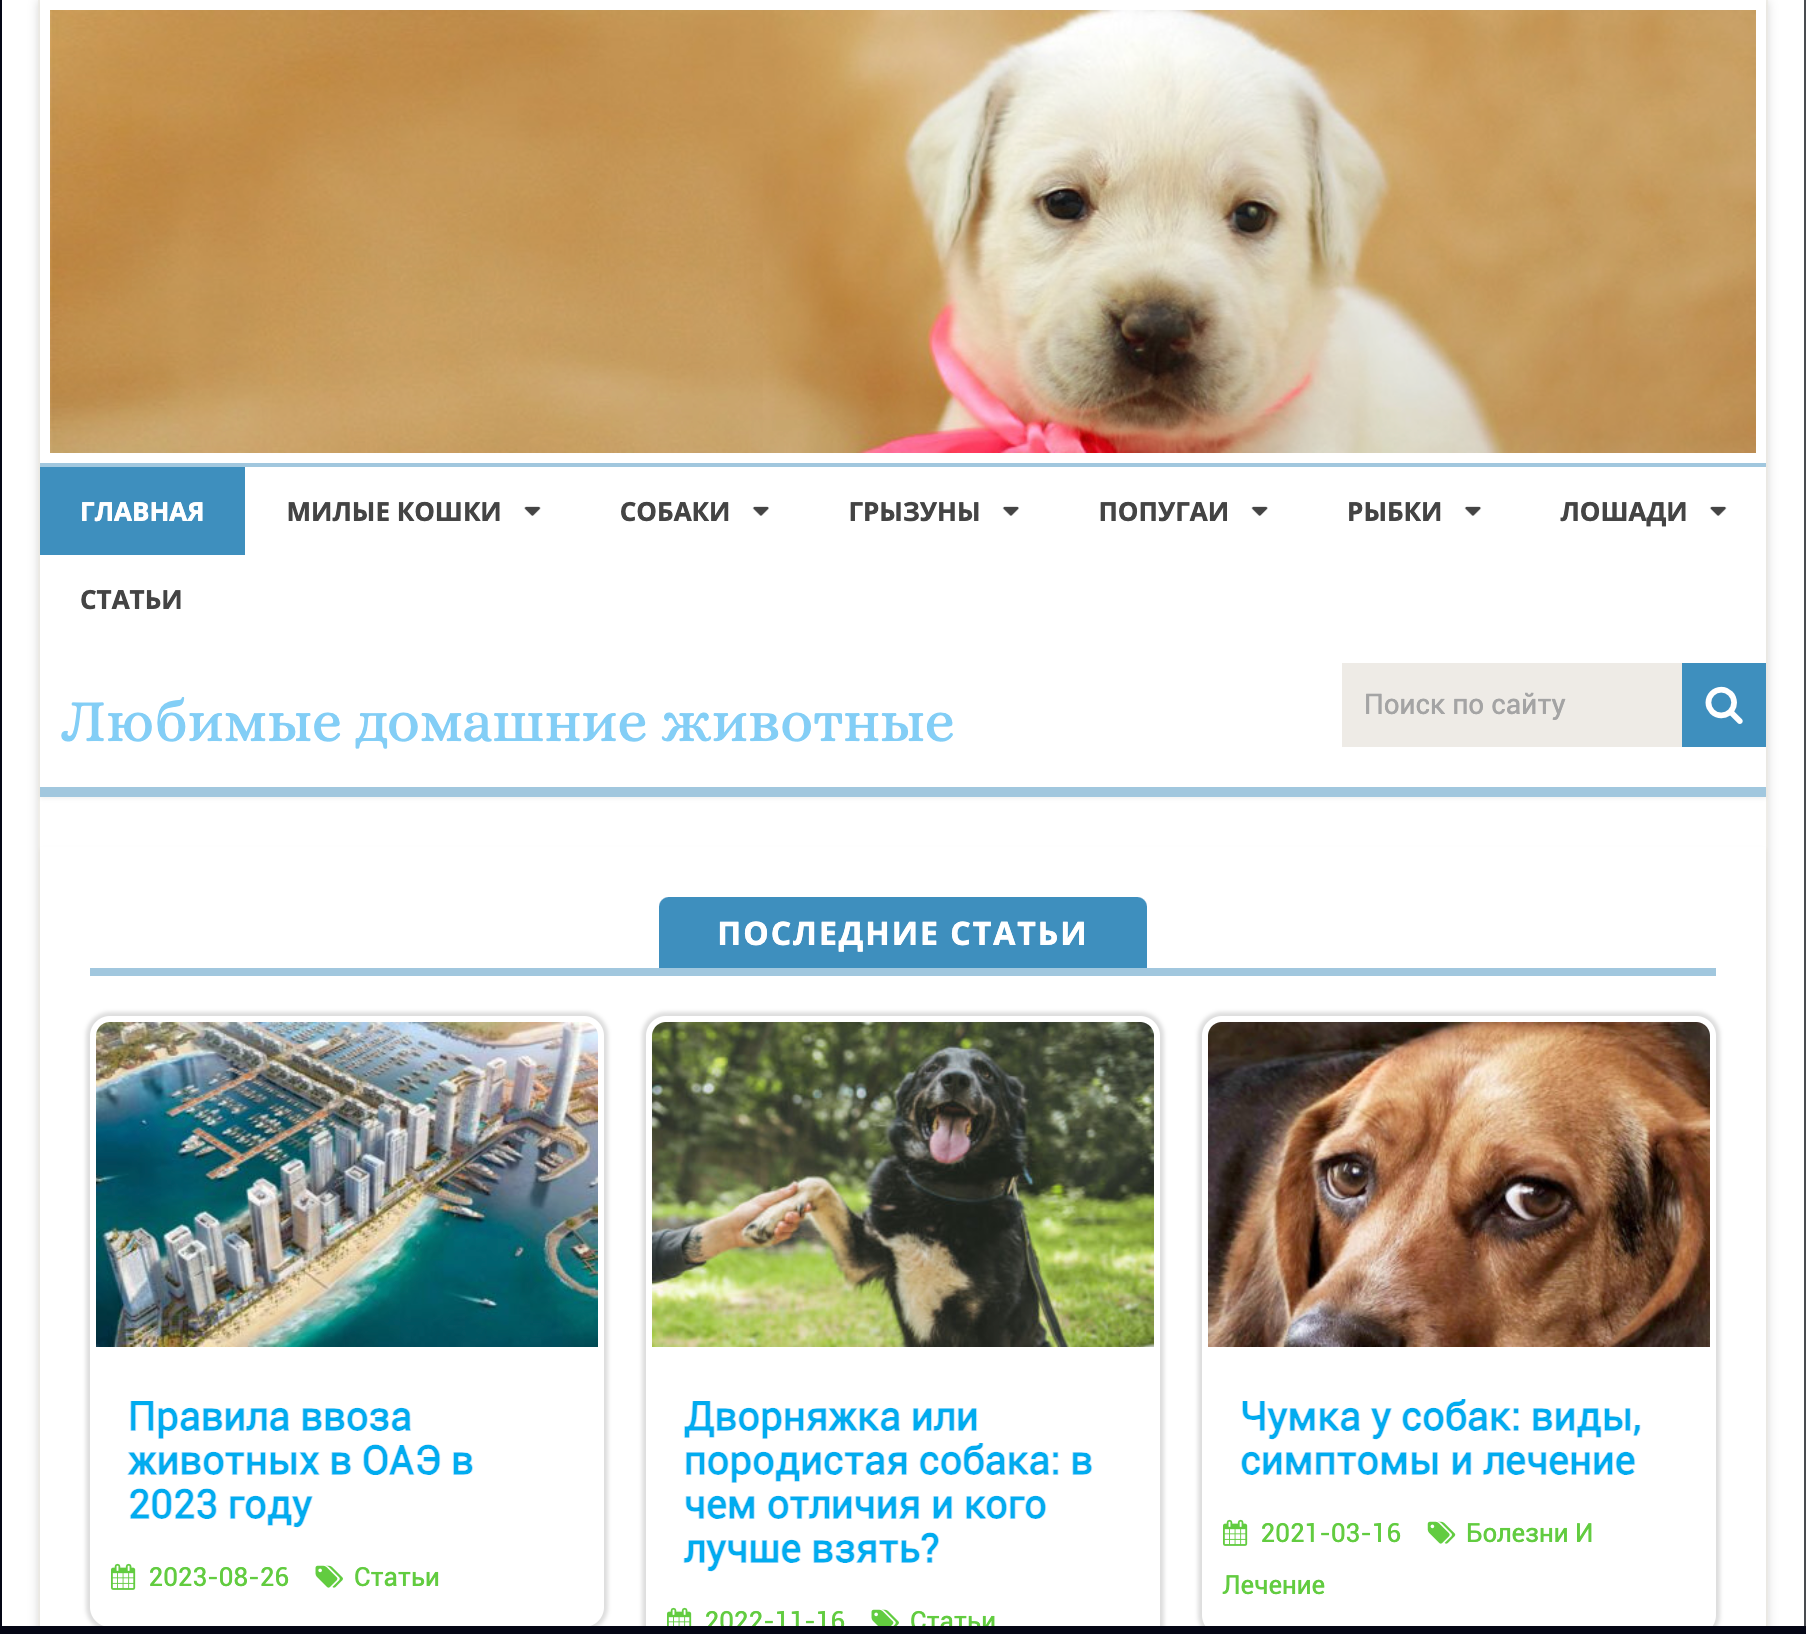 ГЛАВНАЯ МИЛЫЕ КОШКИ СОБАКИ ГРЫЗУНЫ ПОПУГАИ РЫБКИ ЛОШАДИ
СТАТЬИ
Любимые домашние животные
Поиск по сайту
ПОСЛЕДНИЕ СТАТЬИ
Правила ввоза
животных в ОАЭ в
2023 году
2023-08-26 Статьи
Дворняжка или
породистая собака: в
чем отличия и кого
лучше взять?
2022-11-16 Статьи
Чумка у собак: виды,
симптомы и лечение
2021-03-16 Болезни И
Лечение